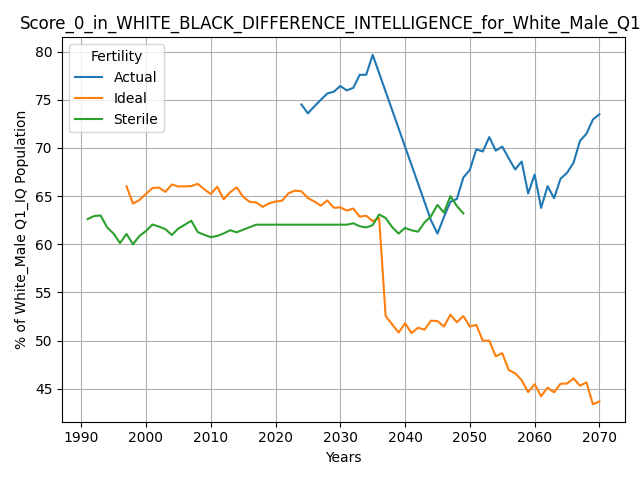 Score_0_in_WHITE_BLACK_DIFFERENCE_INTELLIGENCE_for_White_Male_Q1
Fertility
Actual
Ideal
Sterile
80
75
70
65
60
55
50
45
% of White_Male Q1_IQ Population
1990 2000 2010 2020 2030 2040 2050 2060 2070
Years